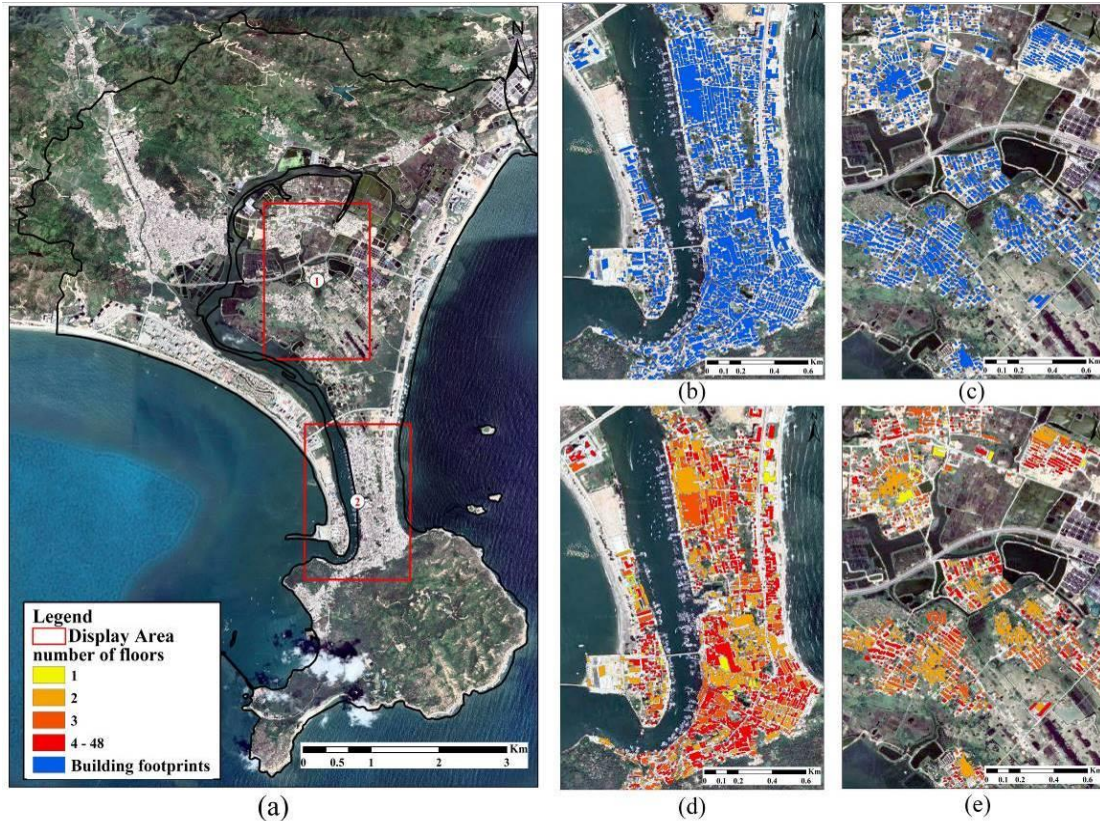 N
1
2
Legend
Display Area
number of floors
1
2
3
4 - 48
Building footprints
Km
0 0.5 1 2 3
(a)
Km
0 0.1 0.2 0.4 0.6
(b)
Km
0 0.1 0.2 0.4 0.6
(c)
Km
0 0.1 0.2 0.4 0.6
(d)
Km
0 0.1 0.2 0.4 0.6
(e)